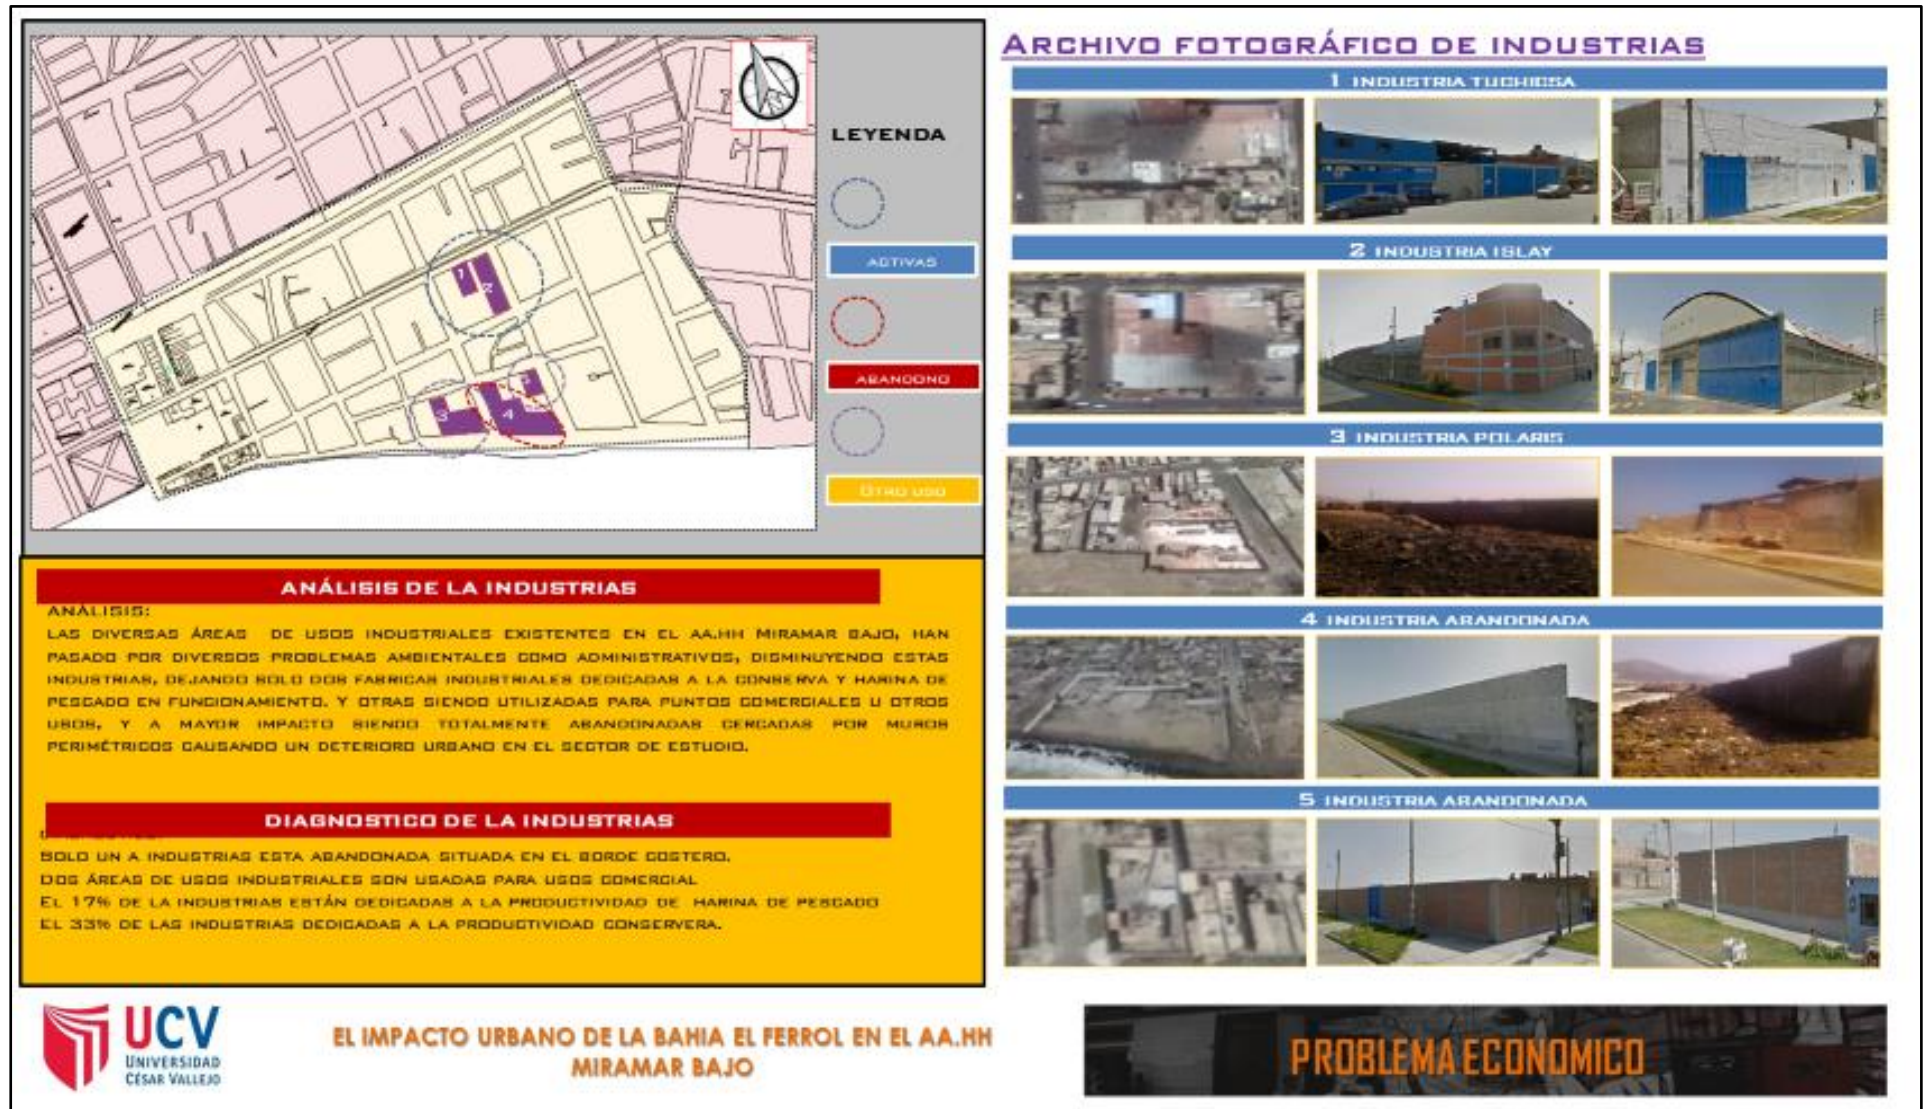 LEYENDA
ACTIVAS
ABANDONO
OTRO USO
1
2
3
4
ANÁLISIS DE LA INDUSTRIAS
ANÁLISIS:
LAS DIVERSAS ÁREAS DE USOS INDUSTRIALES EXISTENTES EN EL AA.HH MIRAMAR BAJO, HAN
PASADO POR DIVERSOS PROBLEMAS AMBIENTALES COMO ADMINISTRATIVOS, DISMINUYENDO ESTAS
INDUSTRIAS, DEJANDO SOLO DOS FABRICAS INDUSTRIALES DEDICADAS A LA CONSERVA Y HARINA DE
PESCADO EN FUNCIONAMIENTO. Y OTRAS SIENDO UTILIZADAS PARA PUNTOS COMERCIALES U OTROS
USOS, Y A MAYOR IMPACTO SIENDO TOTALMENTE ABANDONADAS CERCADAS POR MUROS
PERIMÉTRICOS CAUSANDO UN DETERIORO URBANO EN EL SECTOR DE ESTUDIO.
DIAGNOSTICO DE LA INDUSTRIAS
SOLO UN A INDUSTRIAS ESTA ABANDONADA SITUADA EN EL BORDE COSTERO.
DOS ÁREAS DE USOS INDUSTRIALES SON USADAS PARA USOS COMERCIAL
EL 17% DE LA INDUSTRIAS ESTÁN DEDICADAS A LA PRODUCTIVIDAD DE HARINA DE PESCADO
EL 33% DE LAS INDUSTRIAS DEDICADAS A LA PRODUCTIVIDAD CONSERVERA.
ARCHIVO FOTOGRÁFICO DE INDUSTRIAS
1 INDUSTRIA TUCHICSA
2 INDUSTRIA ISLAY
3 INDUSTRIA POLARIS
4 INDUSTRIA ABANDONADA
5 INDUSTRIA ABANDONADA
UCV
UNIVERSIDAD
CÉSAR VALLEJO
EL IMPACTO URBANO DE LA BAHIA EL FERROL EN EL AA.HH
MIRAMAR BAJO
PROBLEMA ECONOMICO